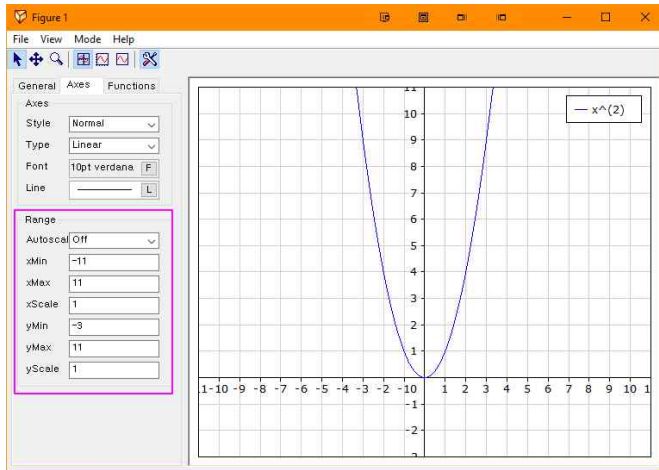 Figure 1
File View Mode Help
General Axes Functions
Axes
Style Normal
Type Linear
Font 10pt verdana F
Line L
Range
Autoscal Off
xMin -11
xMax 11
xScale 1
yMin -3
yMax 11
yScale 1
x^(2)
11
10
9
8
7
6
5
4
3
2
1
.1-10 -9 -8 -7 -6 -5 -4 -3 -2 -10 1 2 3 4 5 6 7 8 9 10 1
-1
-2